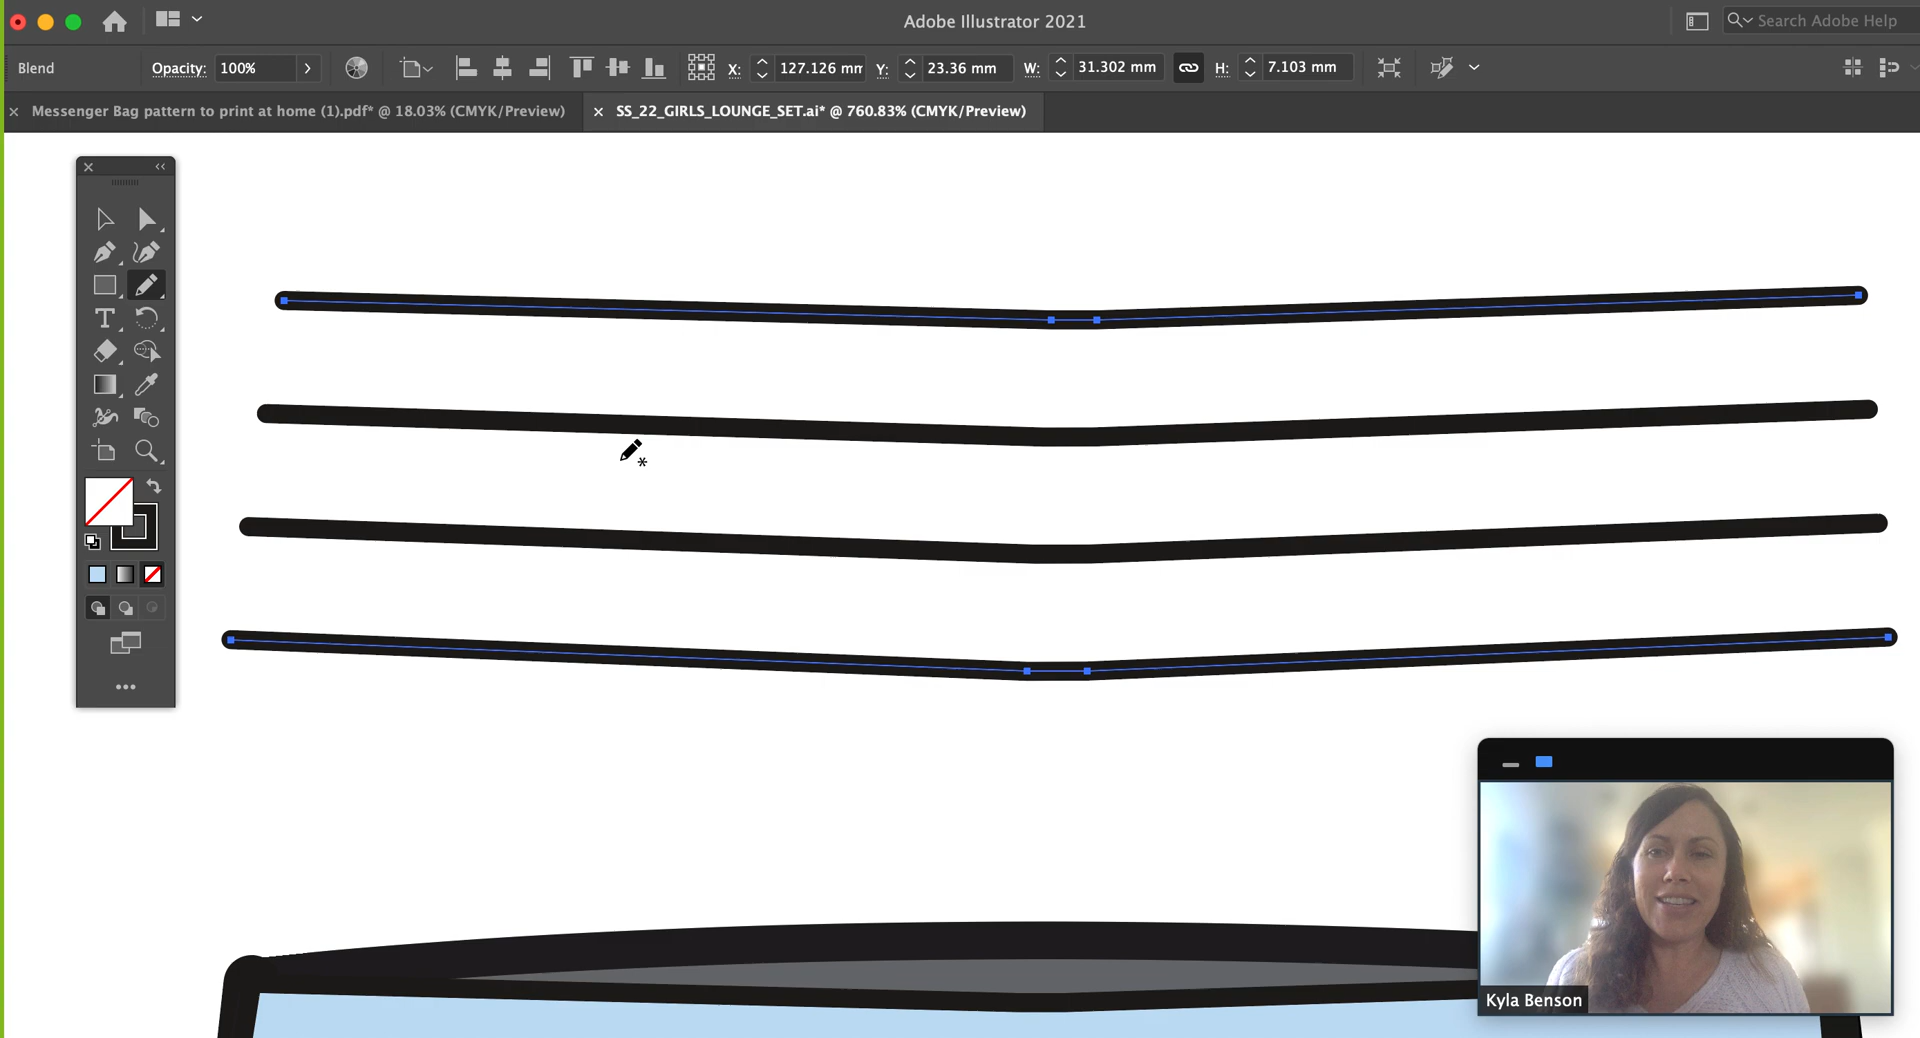 Adobe Illustrator 2021
Search Adobe Help
Blend
Opacity: 100%
X: 127.126 mm
Y: 23.36 mm
W: 31.302 mm
H: 7.103 mm
Messenger Bag pattern to print at home (1).pdf* @ 18.03% (CMYK/Preview)
SS_22_GIRLS_LOUNGE_SET.ai* @ 760.83% (CMYK/Preview)
Kyla Benson